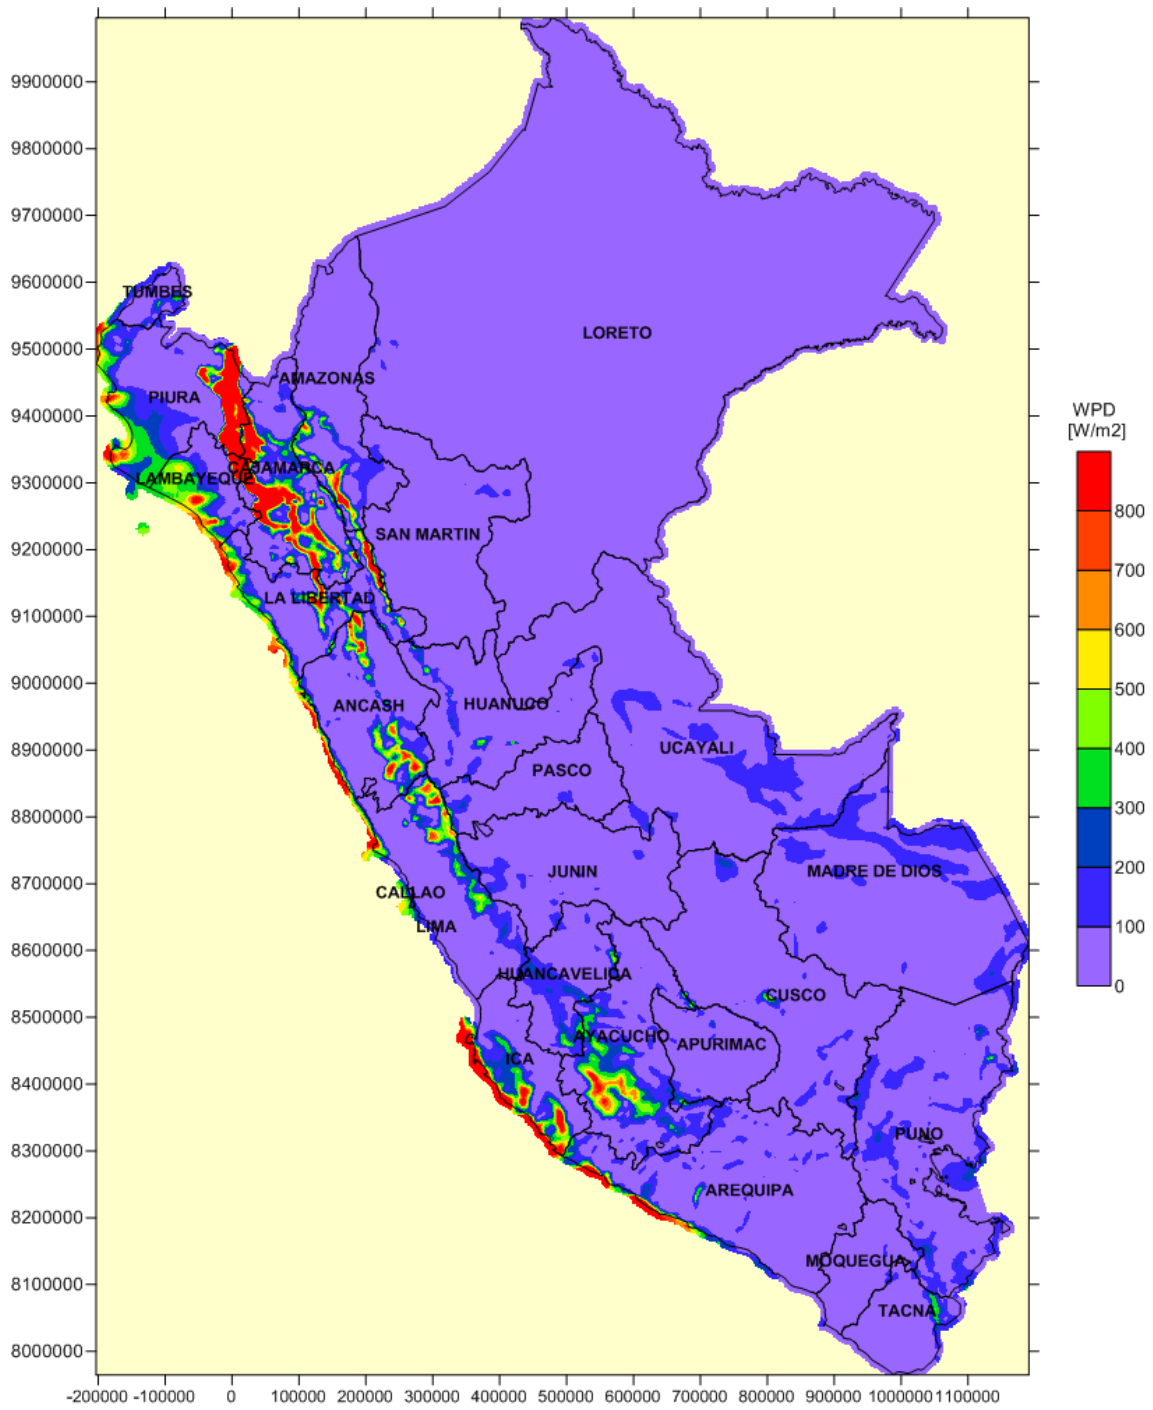 9900000
9800000
9700000
9600000
9500000
9400000
9300000
9200000
9100000
9000000
8900000
8800000
8700000
8600000
8500000
8400000
8300000
8200000
8100000
8000000
-200000 -100000 0 100000 200000 300000 400000 500000 600000 700000 800000 900000 1000000 1100000
TUMBES
LORETO
AMAZONAS
PIURA
CAJAMARCA
LAMBAYEQUE
SAN MARTIN
LA LIBERTAD
ANCASH
HUANUCO
UCAYALI
PASCO
JUNIN
MADRE DE DIOS
CALLAO
LIMA
HUANCAVELICA
CUSCO
AYACUCHO
APURIMAC
ICA
PUNO
AREQUIPA
MOQUEGUA
TACNA
WPD
[W/m2]
800
700
600
500
400
300
200
100
0